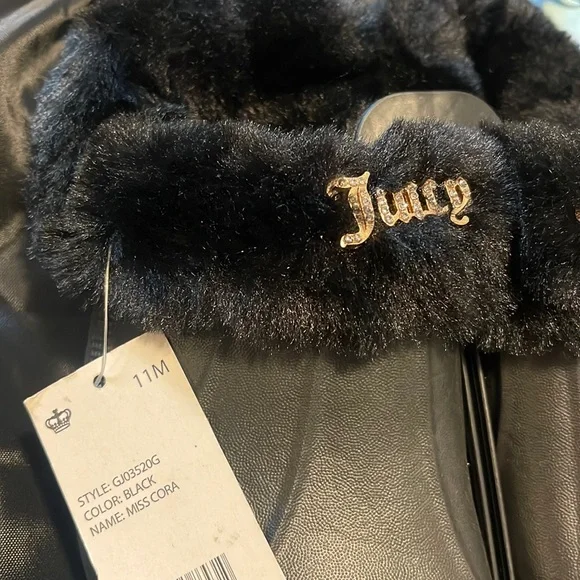 Juicy
11M
STYLE: GJ03520G
COLOR: BLACK
NAME: MISS CORA